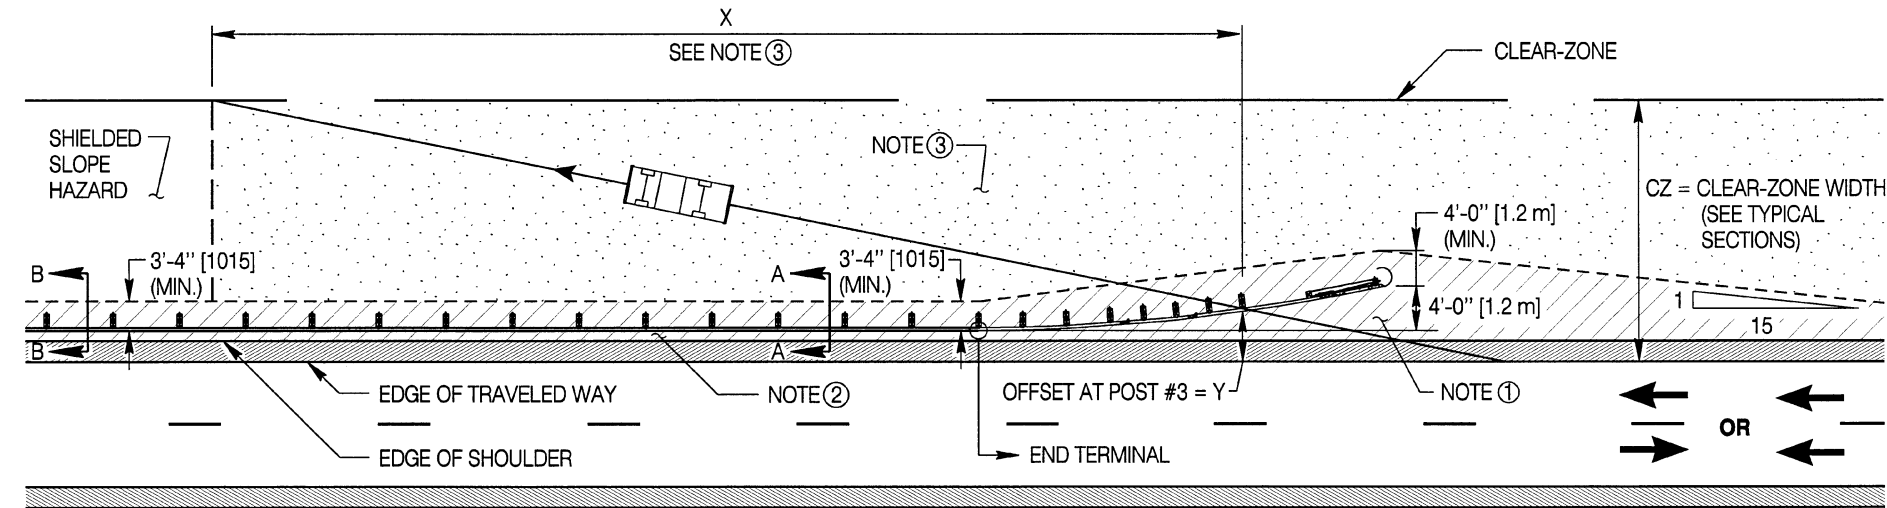 X
SEE NOTE ③
CLEAR-ZONE
SHIELDED
SLOPE
HAZARD
NOTE ③
CZ = CLEAR-ZONE WIDTH
(SEE TYPICAL
SECTIONS)
4'-0" [1.2 m]
(MIN.)
B
3'-4" [1015]
(MIN.)
A
3'-4" [1015]
(MIN.)
4'-0" [1.2 m]
1
15
B
A
EDGE OF TRAVELED WAY
NOTE ②
OFFSET AT POST #3 = Y
NOTE ①
OR
EDGE OF SHOULDER
END TERMINAL